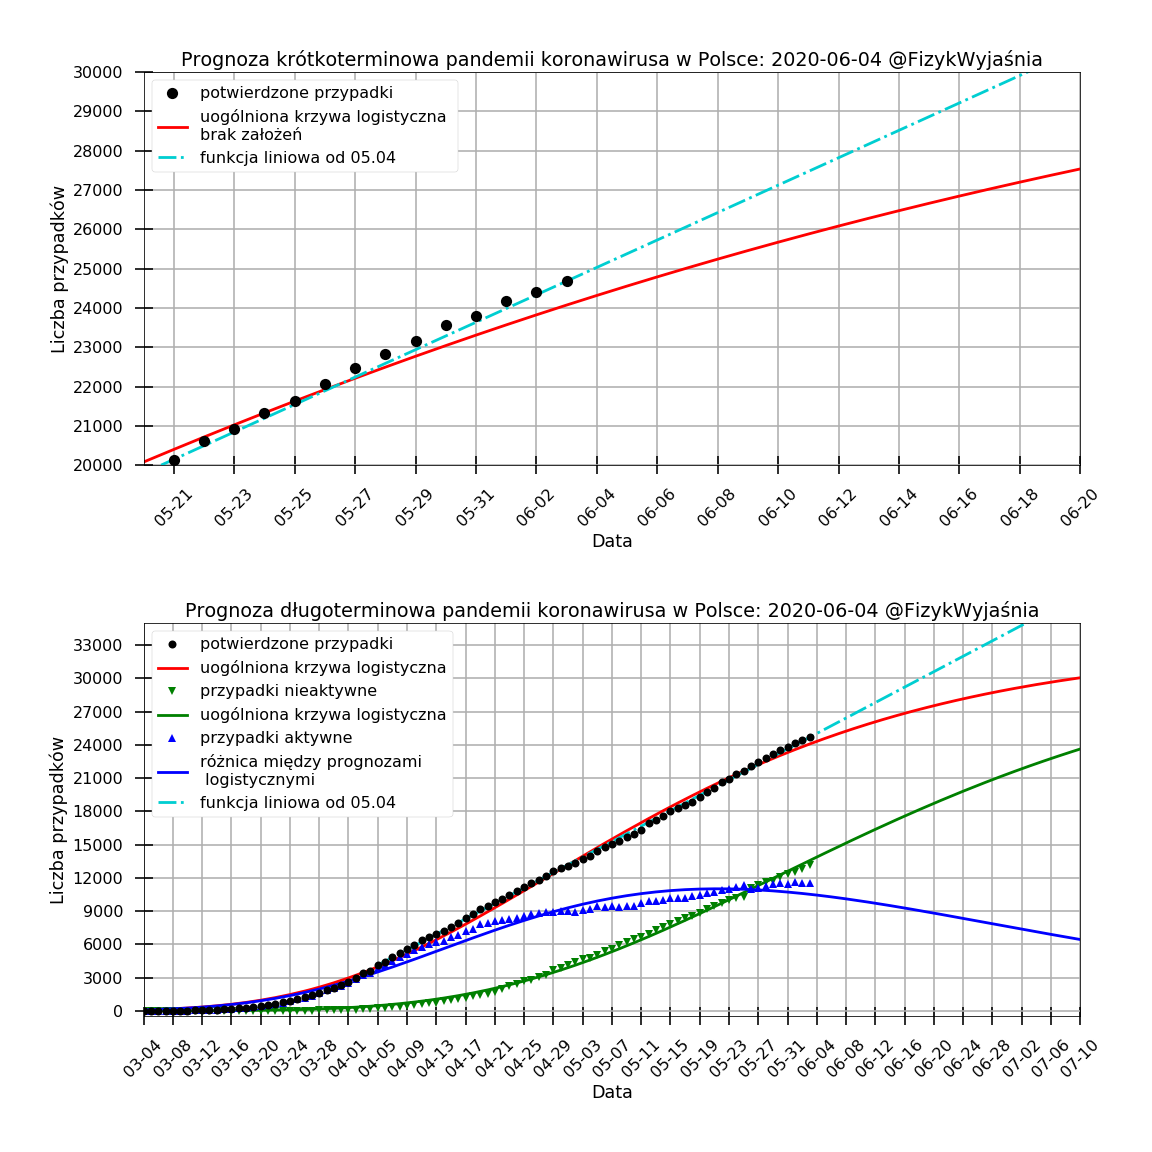 Prognoza krótkoterminowa pandemii koronawirusa w Polsce: 2020-06-04 @FizykWyjaśnia
30000
29000
28000
27000
26000
25000
24000
23000
22000
21000
20000
Liczba przypadków
potwierdzone przypadki
uogólniona krzywa logistyczna
brak założeń
funkcja liniowa od 05.04
05-21 05-23 05-25 05-27 05-29 05-31 06-02 06-04 06-06 06-08 06-10 06-12 06-14 06-16 06-18 06-20
Data
Prognoza długoterminowa pandemii koronawirusa w Polsce: 2020-06-04 @FizykWyjaśnia
33000
30000
27000
24000
21000
18000
15000
12000
9000
6000
3000
0
Liczba przypadków
potwierdzone przypadki
uogólniona krzywa logistyczna
przypadki nieaktywne
uogólniona krzywa logistyczna
przypadki aktywne
różnica między prognozami
logistycznymi
funkcja liniowa od 05.04
03-04 03-08 03-12 03-16 03-20 03-24 03-28 04-01 04-05 04-09 04-13 04-17 04-21 04-25 04-29 05-03 05-07 05-11 05-15 05-19 05-23 05-27 05-31 06-04 06-08 06-12 06-16 06-20 06-24 06-28 07-02 07-06 07-10
Data